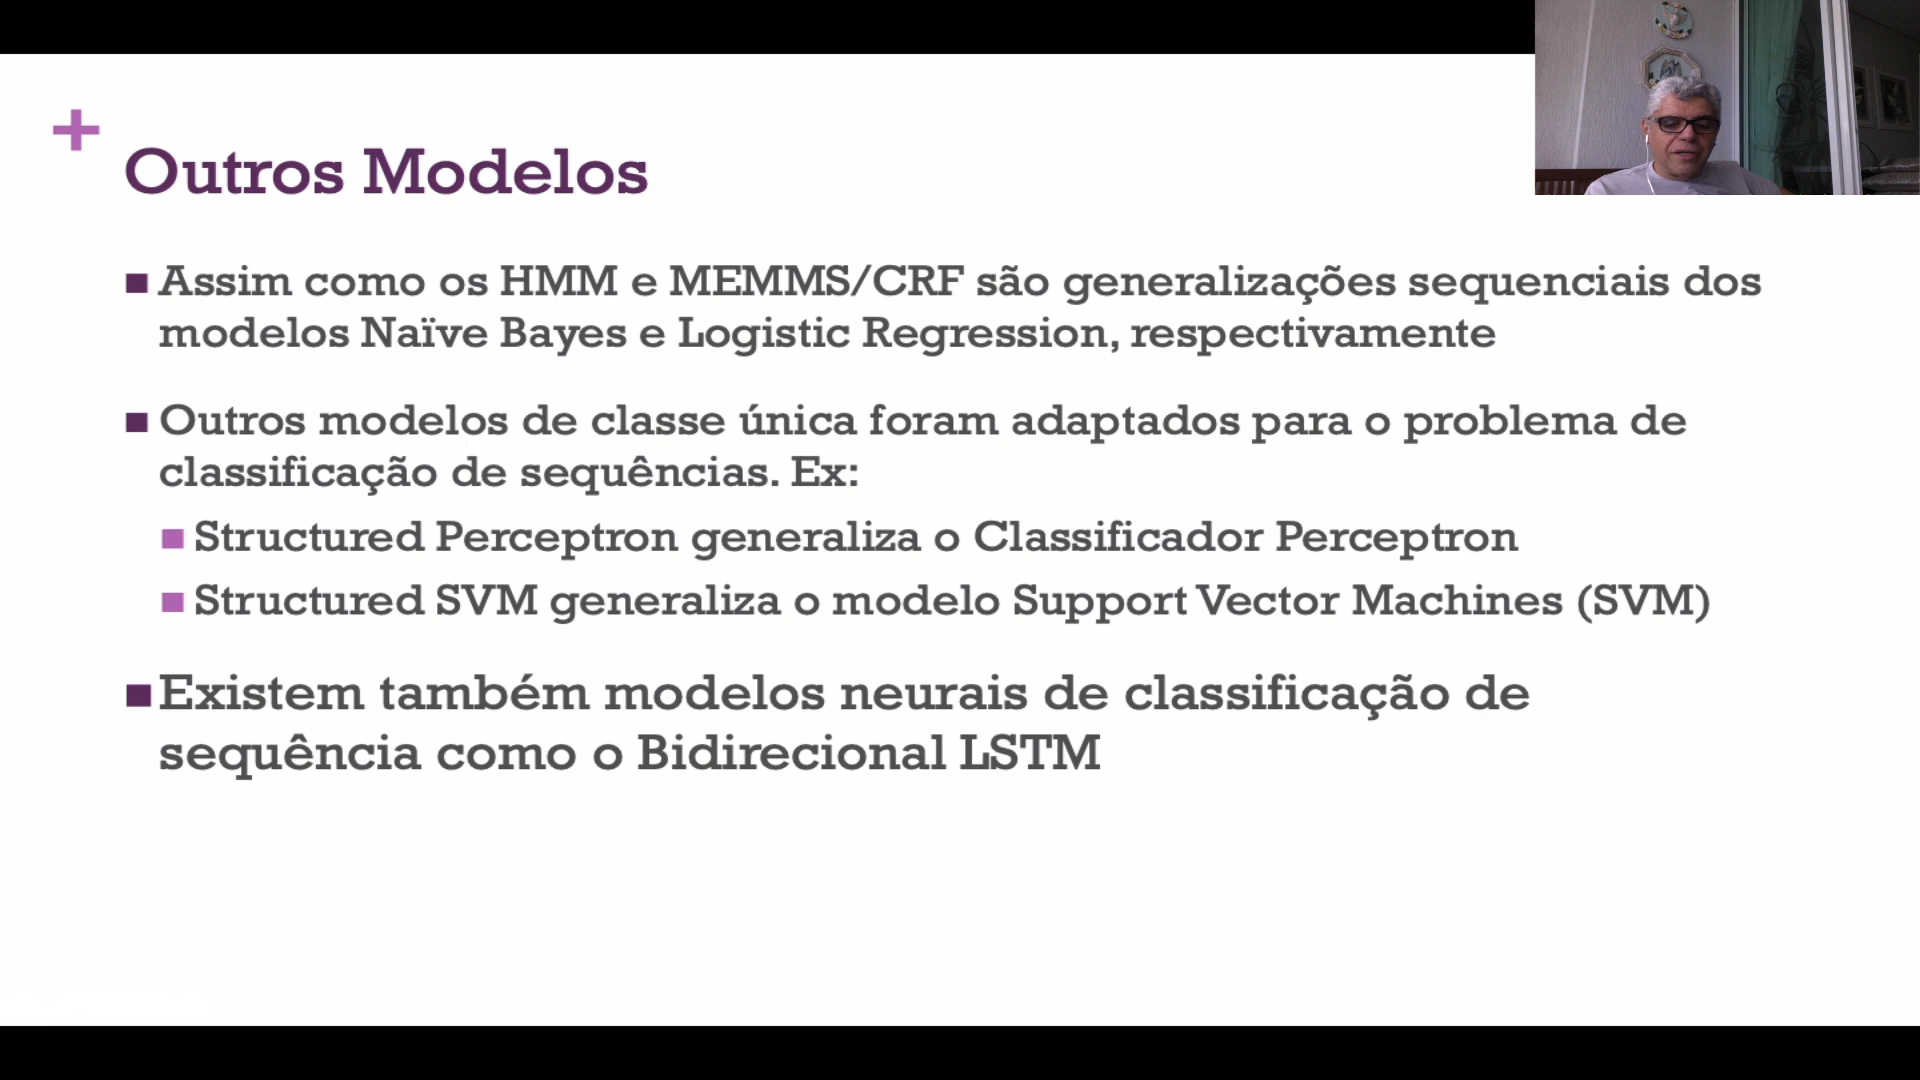 +
Outros Modelos
Assim como os HMM e MEMMS/CRF são generalizações sequenciais dos
modelos Naïve Bayes e Logistic Regression, respectivamente
Outros modelos de classe única foram adaptados para o problema de
classificação de sequências. Ex:
Structured Perceptron generaliza o Classificador Perceptron
Structured SVM generaliza o modelo Support Vector Machines (SVM)
Existem também modelos neurais de classificação de
sequência como o Bidirecional LSTM